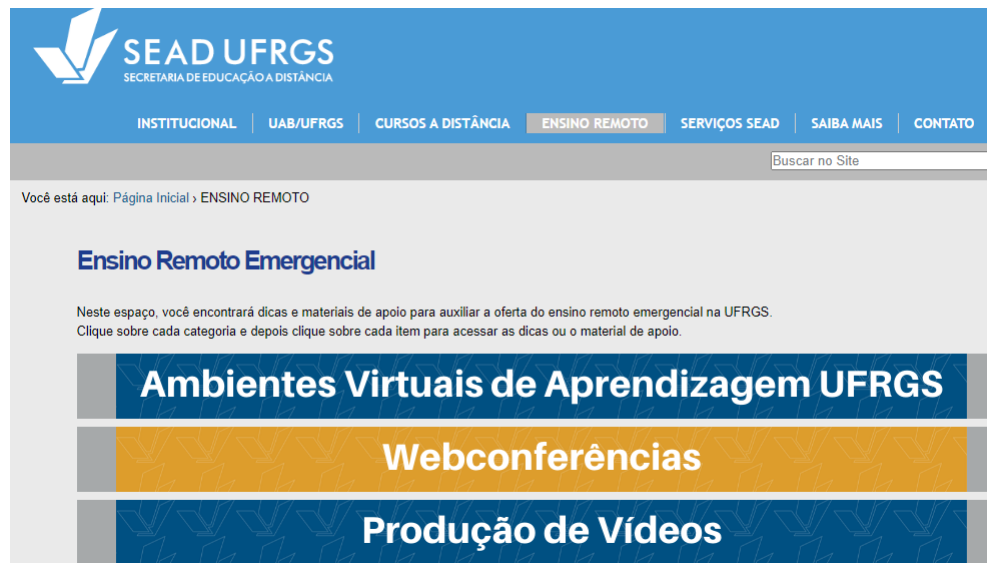 SEAD UFRGS
SECRETARIA DE EDUCAÇÃO A DISTÂNCIA
INSTITUCIONAL UAB/UFRGS CURSOS A DISTÂNCIA ENSINO REMOTO SERVIÇOS SEAD SAIBA MAIS CONTATO
Buscar no Site
Você está aqui: Página Inicial › ENSINO REMOTO
Ensino Remoto Emergencial
Neste espaço, você encontrará dicas e materiais de apoio para auxiliar a oferta do ensino remoto emergencial na UFRGS.
Clique sobre cada categoria e depois clique sobre cada item para acessar as dicas ou o material de apoio.
Ambientes Virtuais de Aprendizagem UFRGS
Webconferências
Produção de Vídeos